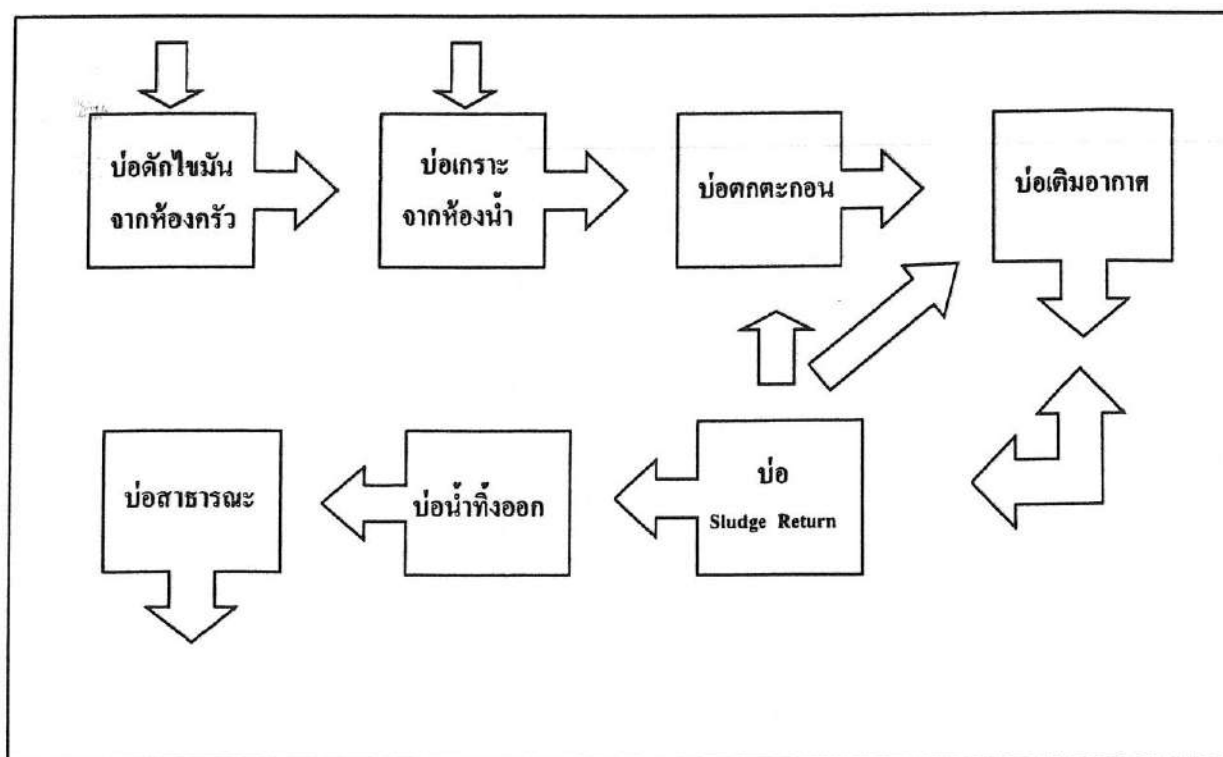 บ่อดักไขมัน
จากห้องครัว
บ่อเกราะ
จากห้องน้ำ
บ่อตกตะกอน
บ่อเติมอากาศ
บ่อสาธารณะ
บ่อน้ำทิ้งออก
บ่อ
Sludge Return